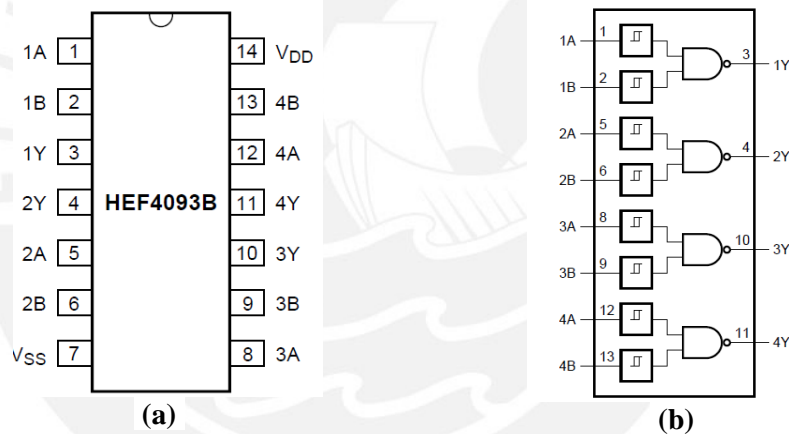 1A 1 14 VDD
1B 2 13 4B
1Y 3 12 4A
2Y 4 HEF4093B 11 4Y
2A 5 10 3Y
2B 6 9 3B
VSS 7 8 3A
(a)
1A 1
3 1Y
1B 2
2A 5
4 2Y
2B 6
3A 8
10 3Y
3B 9
4A 12
11 4Y
4B 13
(b)